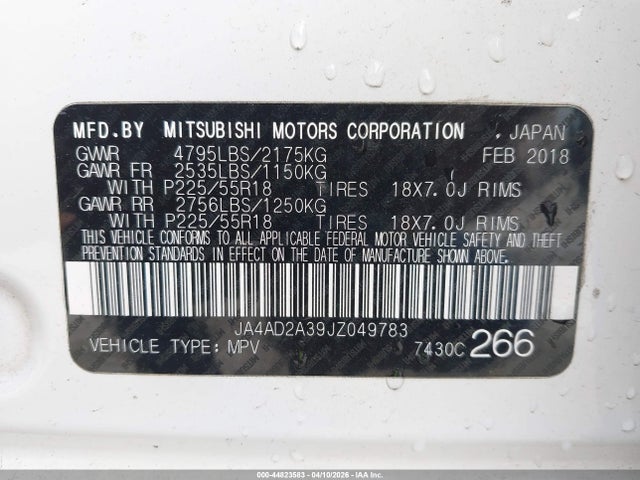 MFD.BY MITSUBISHI MOTORS CORPORATION JAPAN
GWWR 4795LBS/2175KG FEB 2018
GAWR FR 2535LBS/1150KG
WITH P225/55R18 TIRES 18X7.0J RIMS
GAWR RR 2756LBS/1250KG
WITH P225/55R18 TIRES 18X7.0J RIMS
THIS VEHICLE CONFORMS TO ALL APPLICABLE FEDERAL MOTOR VEHICLE SAFETY AND THEFT
PREVENTION STANDARDS IN EFFECT ON THE DATE OF MANUFACTURE SHOWN ABOVE.
JA4AD2A39JZ049783
VEHICLE TYPE: MPV 7430C 266
000-44823583 - 04/10/2026 - IAA Inc.